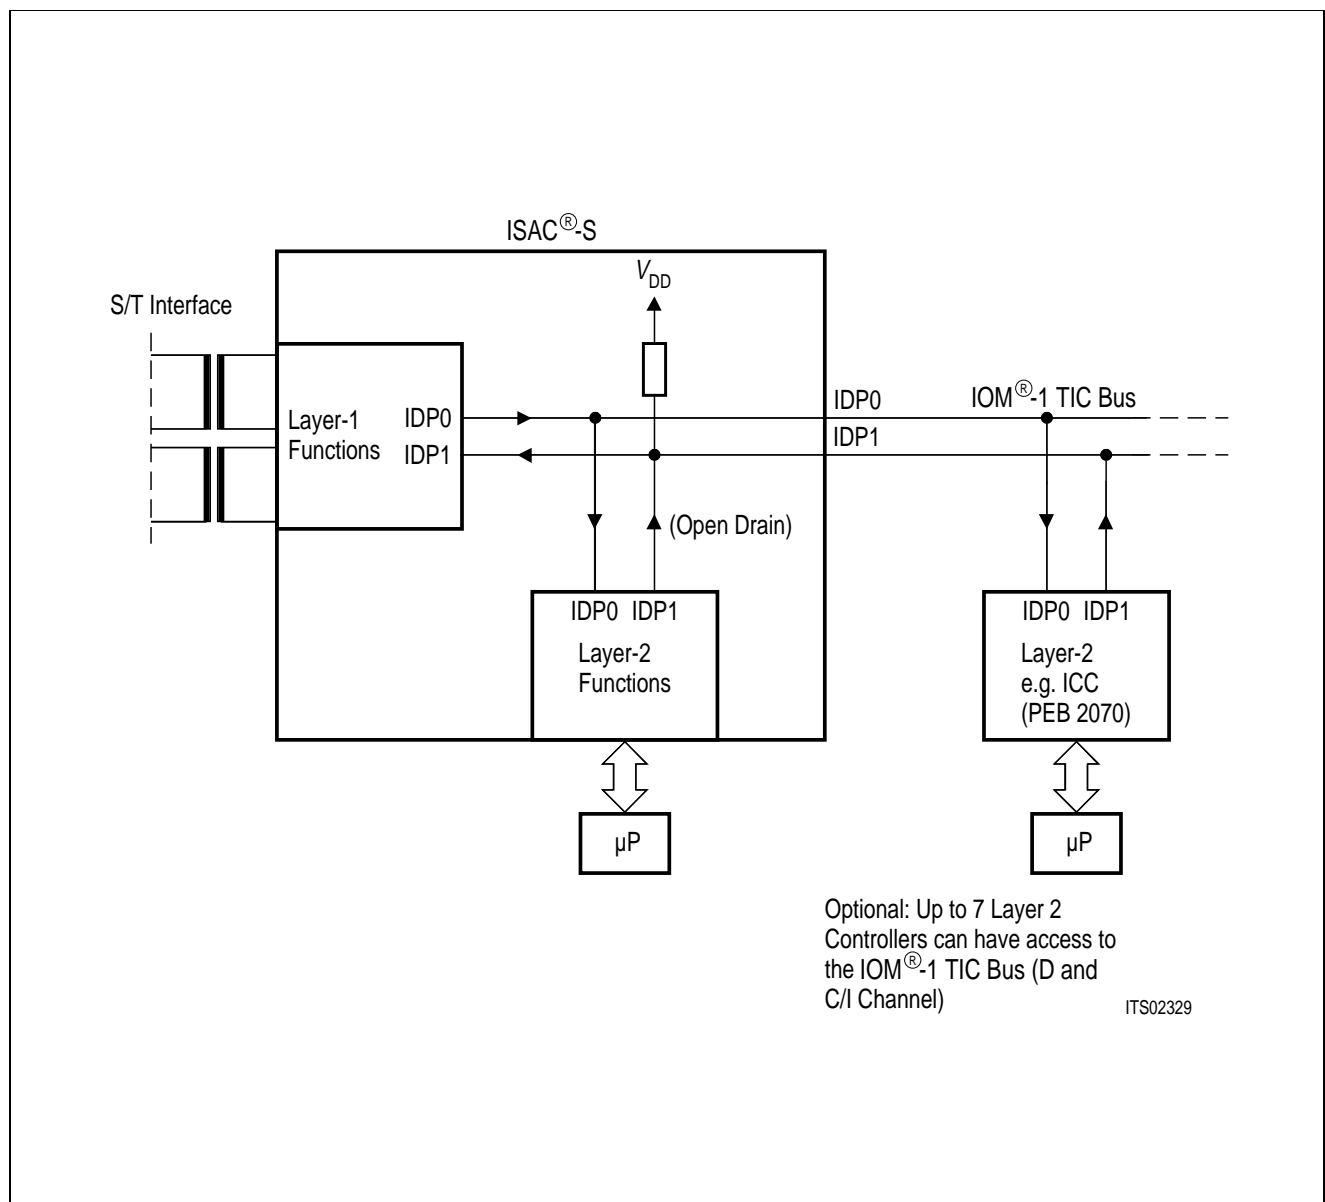 ISAC®-S
VDD
S/T Interface
Layer-1
Functions
IDP0
IDP1
IDP0
IDP1
IOM®-1 TIC Bus
(Open Drain)
IDP0 IDP1
Layer-2
Functions
IDP0 IDP1
Layer-2
e.g. ICC
(PEB 2070)
µP
µP
Optional: Up to 7 Layer 2
Controllers can have access to
the IOM®-1 TIC Bus (D and
C/I Channel)
ITS02329